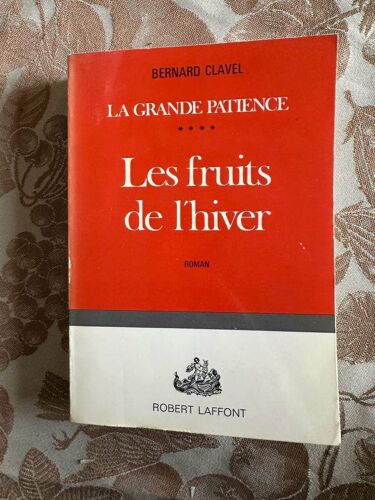 BERNARD CLAVEL
LA GRANDE PATIENCE
****
Les fruits
de l'hiver
ROMAN
ROBERT LAFFONT